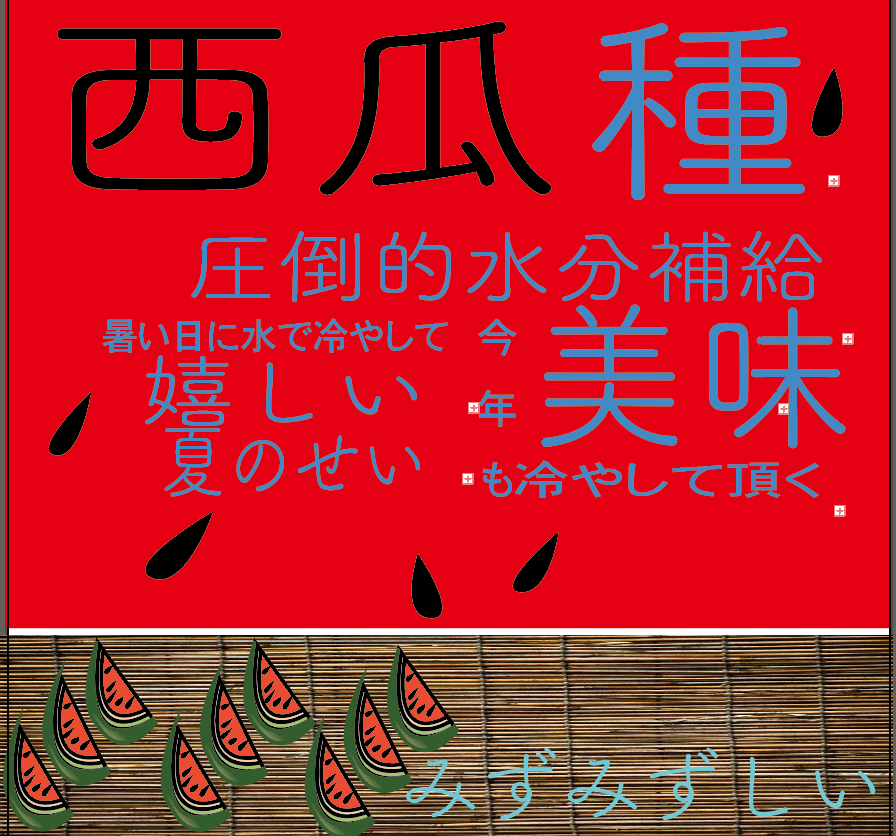 西瓜種
圧倒的水分補給
暑い日に水で冷やして
嬉しい
夏のせい
今年
美味
も冷やして頂く
みずみずしい